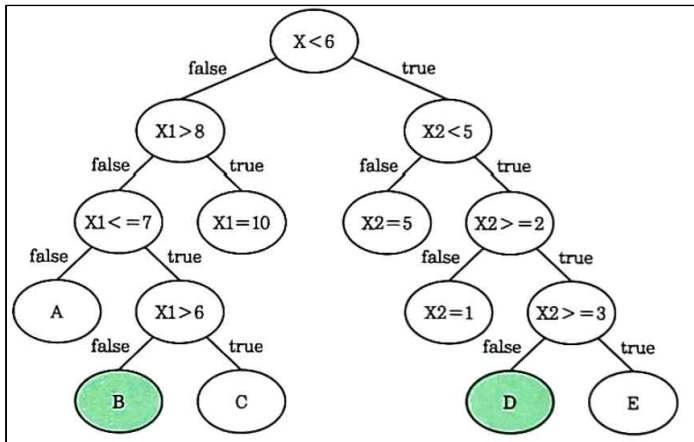 X<6
false true
X1>8 X2<5
false true false true
X1<=7 X1=10 X2=5 X2>=2
false true false true
A X1>6 X2=1 X2>=3
false true false true
B C D E